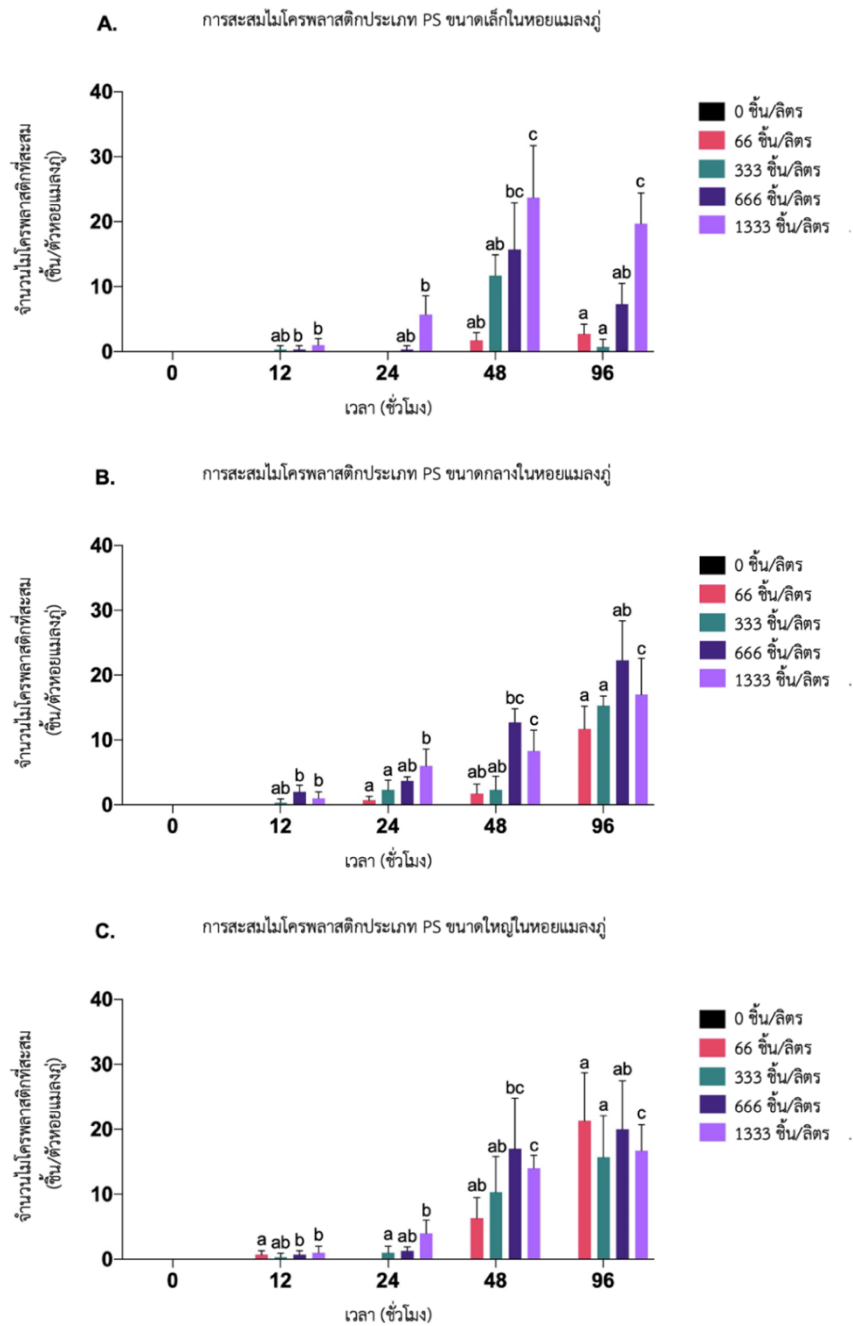 A.
การสะสมไมโครพลาสติกประเภท PS ขนาดเล็กในหอยแมลงภู่
จำนวนไมโครพลาสติกที่สะสม
(ชิ้น/ตัวหอยแมลงภู่)
40
30
20
10
0
ab b b
ab b
ab ab bc c
a a ab c
0 12 24 48 96
เวลา (ชั่วโมง)
0 ชิ้น/ลิตร
66 ชิ้น/ลิตร
333 ชิ้น/ลิตร
666 ชิ้น/ลิตร
1333 ชิ้น/ลิตร
B.
การสะสมไมโครพลาสติกประเภท PS ขนาดกลางในหอยแมลงภู่
จำนวนไมโครพลาสติกที่สะสม
(ชิ้น/ตัวหอยแมลงภู่)
40
30
20
10
0
ab b b
a a ab b
ab ab bc c
a a ab c
0 12 24 48 96
เวลา (ชั่วโมง)
0 ชิ้น/ลิตร
66 ชิ้น/ลิตร
333 ชิ้น/ลิตร
666 ชิ้น/ลิตร
1333 ชิ้น/ลิตร
C.
การสะสมไมโครพลาสติกประเภท PS ขนาดใหญ่ในหอยแมลงภู่
จำนวนไมโครพลาสติกที่สะสม
(ชิ้น/ตัวหอยแมลงภู่)
40
30
20
10
0
a ab b b
a ab b
ab ab bc c
a a ab c
0 12 24 48 96
เวลา (ชั่วโมง)
0 ชิ้น/ลิตร
66 ชิ้น/ลิตร
333 ชิ้น/ลิตร
666 ชิ้น/ลิตร
1333 ชิ้น/ลิตร